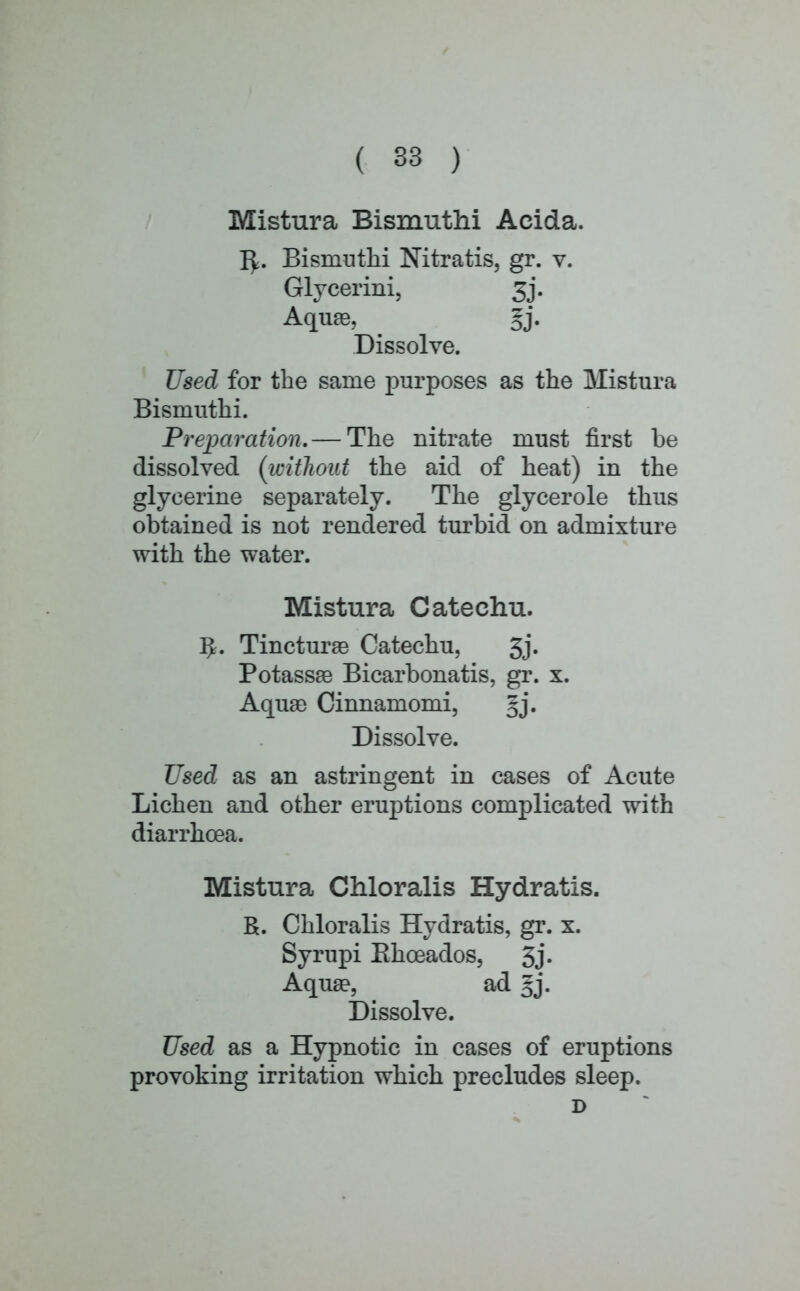 ( 33 )
Mistura Bismuthi Acida.
℞. Bismuthi Nitratis, gr. v.
Glycerini, ʒj.
Aquæ, ℥j.
Dissolve.
Used for the same purposes as the Mistura
Bismuthi.
Preparation.— The nitrate must first be
dissolved (without the aid of heat) in the
glycerine separately. The glycerole thus
obtained is not rendered turbid on admixture
with the water.
Mistura Catechu.
℞. Tincturæ Catechu, ʒj.
Potassæ Bicarbonatis, gr. x.
Aquæ Cinnamomi, ℥j.
Dissolve.
Used as an astringent in cases of Acute
Lichen and other eruptions complicated with
diarrhœa.
Mistura Chloralis Hydratis.
R. Chloralis Hydratis, gr. x.
Syrupi Rhœados, ʒj.
Aquæ, ad ℥j.
Dissolve.
Used as a Hypnotic in cases of eruptions
provoking irritation which precludes sleep.
D